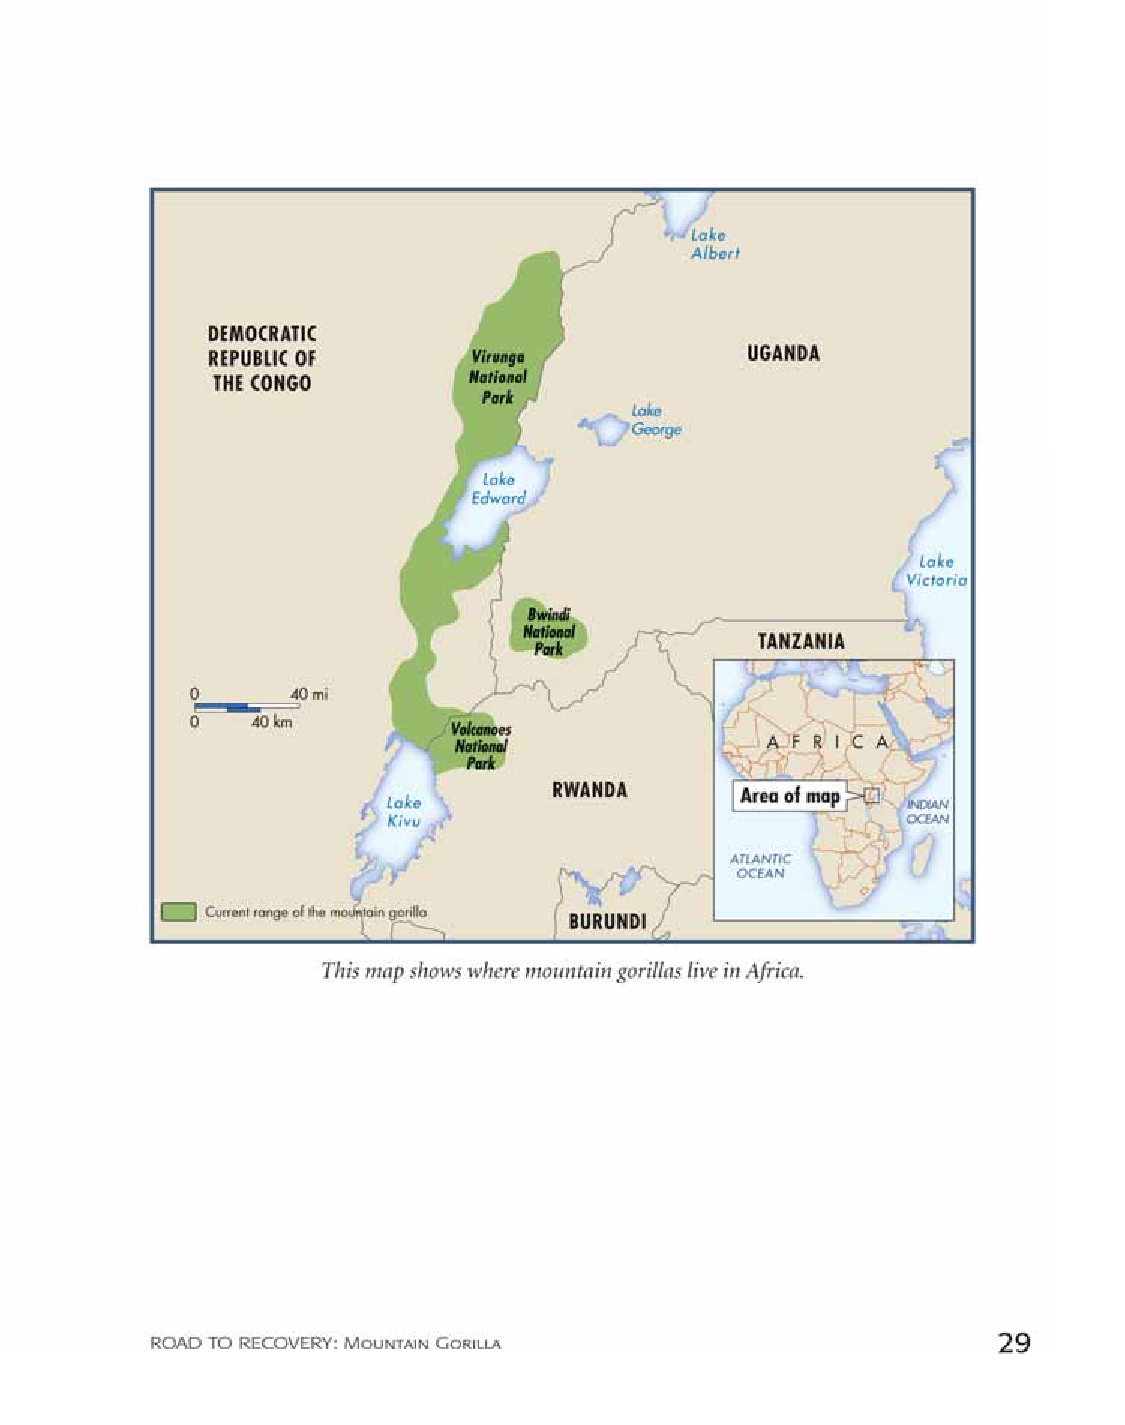 Lake
Albert
DEMOCRATIC
REPUBLIC OF
THE CONGO
UGANDA
Virunga
National
Park
Lake
George
Lake
Edward
Lake
Victoria
Bwindi
National
Park
TANZANIA
0 40 mi
0 40 km
AFRICA
Volcanoes
National
Park
RWANDA
Area of map
INDIAN
OCEAN
Lake
Kivu
ATLANTIC
OCEAN
Current range of the mountain gorilla
BURUNDI
This map shows where mountain gorillas live in Africa.
ROAD TO RECOVERY: MOUNTAIN GORILLA
29